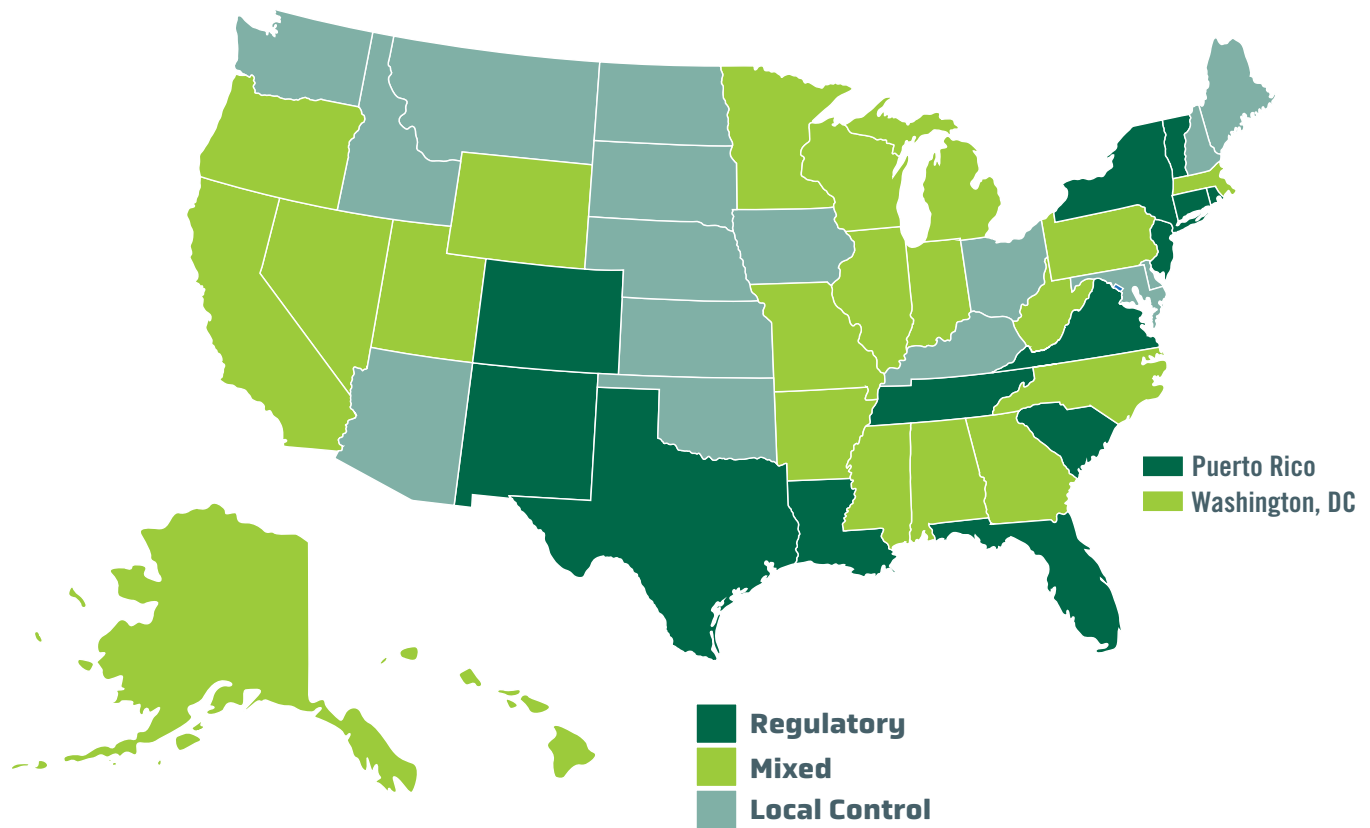 Puerto Rico
Washington, DC
Regulatory
Mixed
Local Control